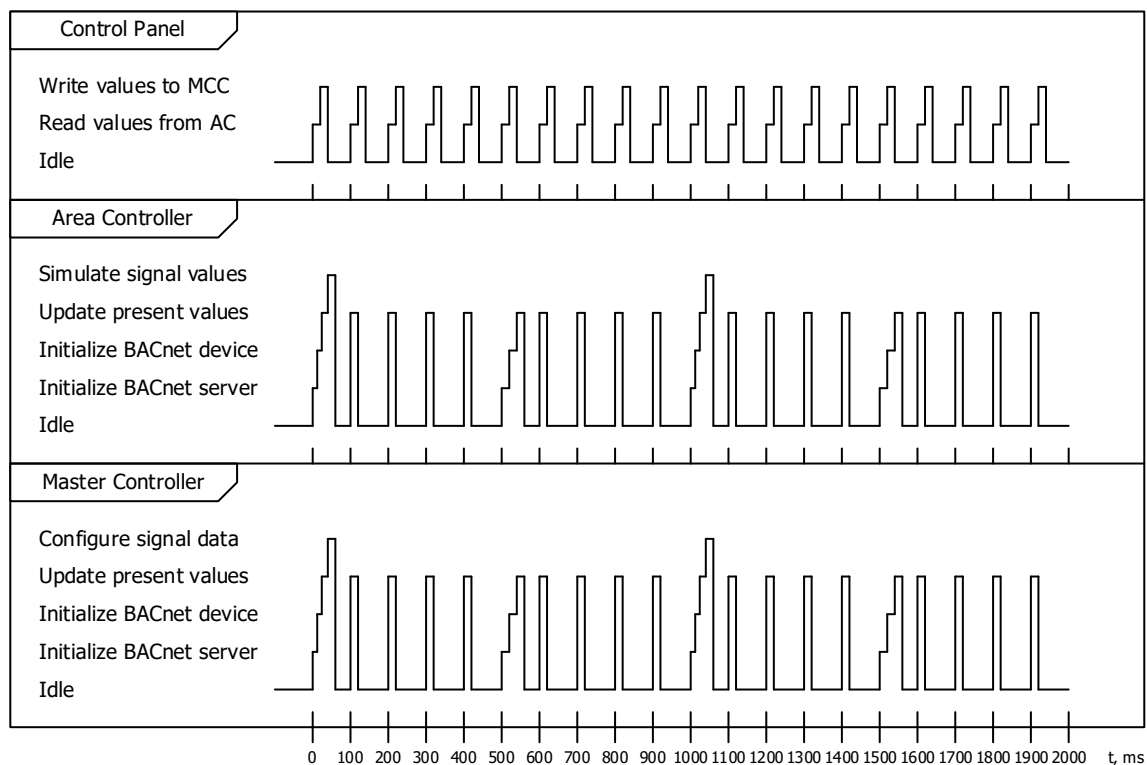 Control Panel
Write values to MCC
Read values from AC
Idle
Area Controller
Simulate signal values
Update present values
Initialize BACnet device
Initialize BACnet server
Idle
Master Controller
Configure signal data
Update present values
Initialize BACnet device
Initialize BACnet server
Idle
0 100 200 300 400 500 600 700 800 900 1000 1100 1200 1300 1400 1500 1600 1700 1800 1900 2000 t, ms